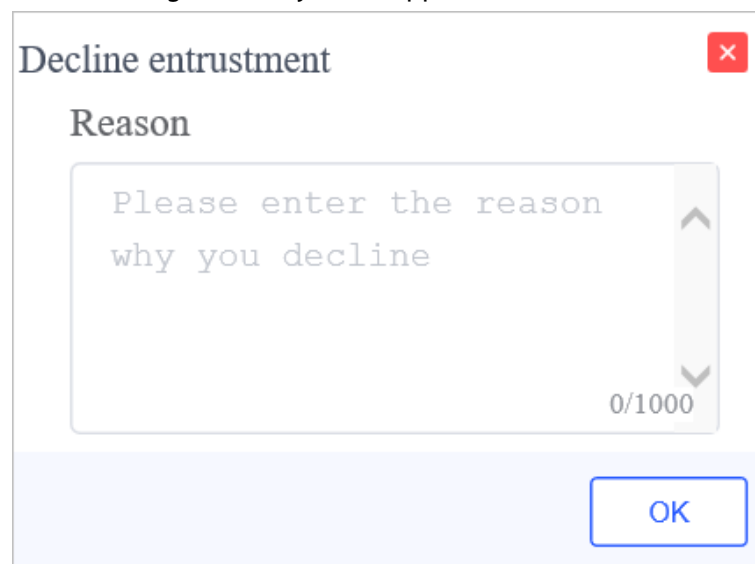 Decline entrustment
Reason
Please enter the reason
why you decline
0/1000
OK